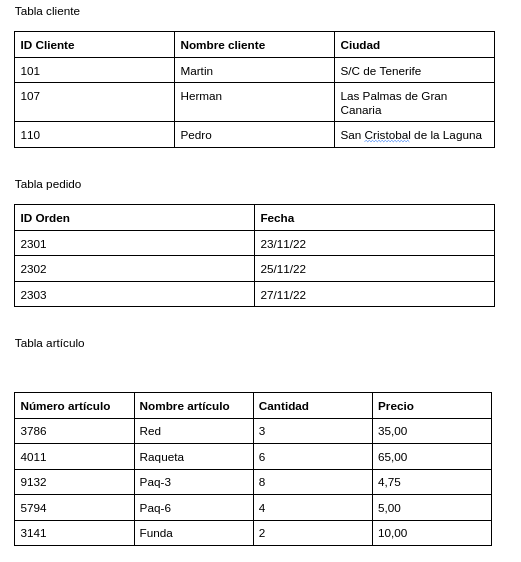 Tabla cliente
ID Cliente Nombre cliente Ciudad
101 Martin S/C de Tenerife
107 Herman Las Palmas de Gran
Canaria
110 Pedro San Cristobal de la Laguna
Tabla pedido
ID Orden Fecha
2301 23/11/22
2302 25/11/22
2303 27/11/22
Tabla artículo
Número artículo Nombre artículo Cantidad Precio
3786 Red 3 35,00
4011 Raqueta 6 65,00
9132 Paq-3 8 4,75
5794 Paq-6 4 5,00
3141 Funda 2 10,00